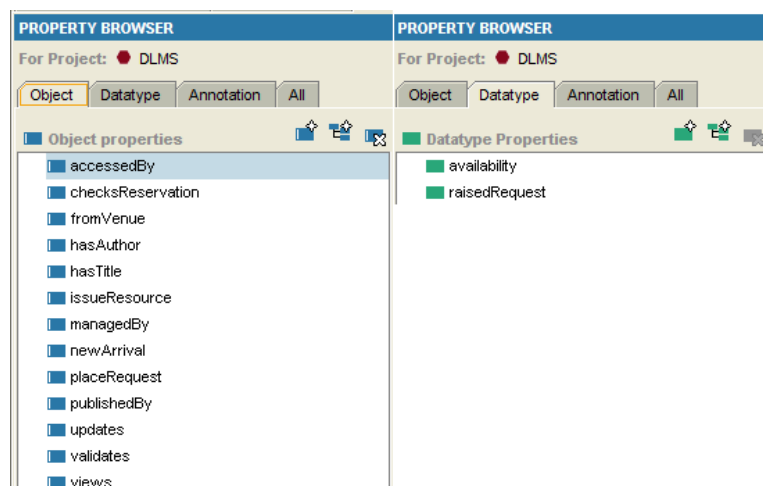 PROPERTY BROWSER
For Project: DLMS
Object Datatype Annotation All
Object properties
accessedBy
checksReservation
fromVenue
hasAuthor
hasTitle
issueResource
managedBy
newArrival
placeRequest
publishedBy
updates
validates
views
PROPERTY BROWSER
For Project: DLMS
Object Datatype Annotation All
Datatype Properties
availability
raisedRequest